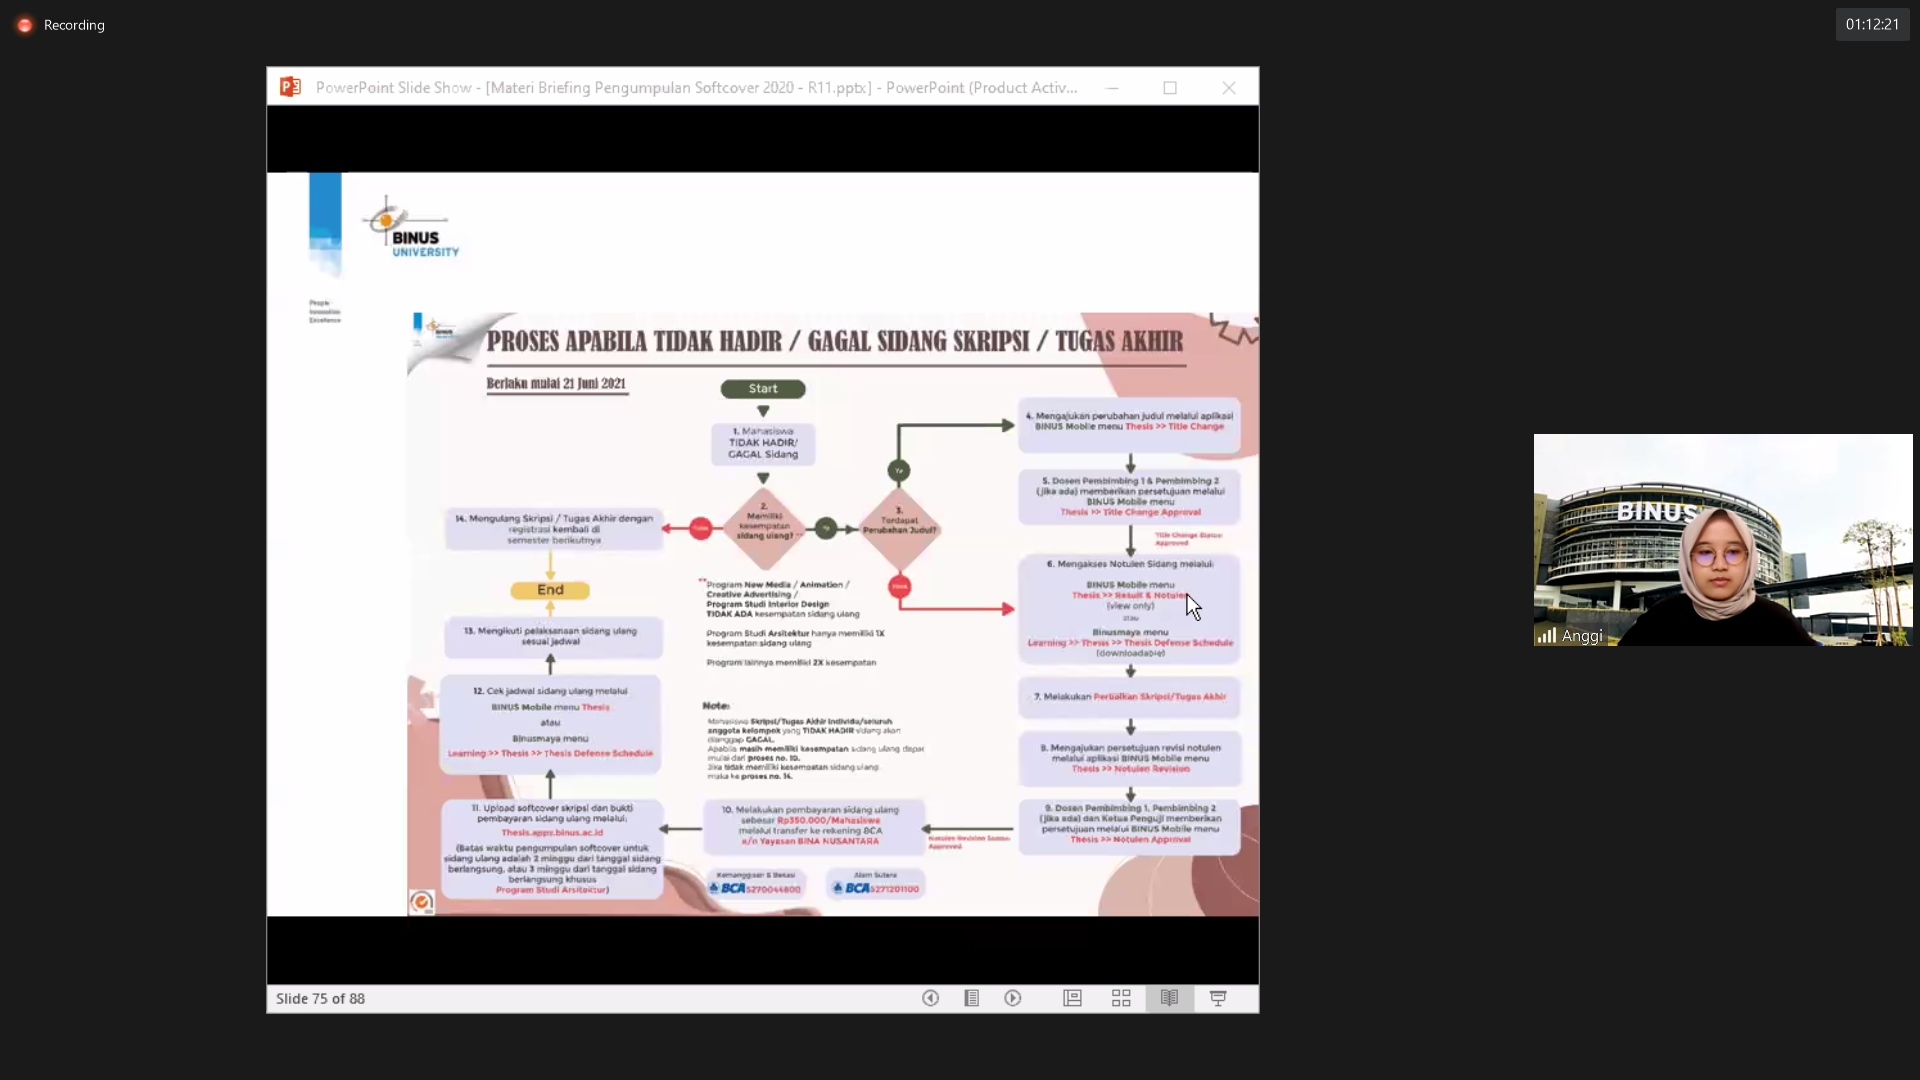 Recording
01:12:21
PowerPoint Slide Show - [Materi Briefing Pengumpulan Softcover 2020 - R11.pptx] - PowerPoint (Product Activ...
BINUS
UNIVERSITY
People
Innovation
Excellence
PROSES APABILA TIDAK HADIR / GAGAL SIDANG SKRIPSI / TUGAS AKHIR
Berlaku mulai 21 Juni 2021
Start
1. Mahasiswa
TIDAK HADIR/
GAGAL Sidang
2.
Memiliki
kesempatan
sidang ulang? **
Ya
Tidak
3.
Terdapat
Perubahan Judul?
Ya
Tidak
4. Mengajukan perubahan judul melalui aplikasi
BINUS Mobile menu Thesis >> Title Change
5. Dosen Pembimbing 1 & Pembimbing 2
(jika ada) memberikan persetujuan melalui
BINUS Mobile menu
Thesis >> Title Change Approval
Title Change Status:
Approved
6. Mengakses Notulen Sidang melalui:
BINUS Mobile menu
Thesis >> Result & Notulen
(view only)
atau
Binusmaya menu
Learning >> Thesis >> Thesis Defense Schedule
(downloadable)
7. Melakukan Perbaikan Skripsi/Tugas Akhir
8. Mengajukan persetujuan revisi notulen
melalui aplikasi BINUS Mobile menu
Thesis >> Notulen Revision
9. Dosen Pembimbing 1, Pembimbing 2
(jika ada) dan Ketua Penguji memberikan
persetujuan melalui BINUS Mobile menu
Thesis >> Notulen Approval
Notulen Revision Status:
Approved
10. Melakukan pembayaran sidang ulang
sebesar Rp350.000/Mahasiswa
melalui transfer ke rekening BCA
a/n Yayasan BINA NUSANTARA
Kemanggisan & Bekasi
BCA 5270044800
Alam Sutera
BCA 5271201100
11. Upload softcover skripsi dan bukti
pembayaran sidang ulang melalui:
Thesis.apps.binus.ac.id
(Batas waktu pengumpulan softcover untuk
sidang ulang adalah 2 minggu dari tanggal sidang
berlangsung, atau 3 minggu dari tanggal sidang
berlangsung khusus
Program Studi Arsitektur)
12. Cek jadwal sidang ulang melalui
BINUS Mobile menu Thesis
atau
Binusmaya menu
Learning >> Thesis >> Thesis Defense Schedule
13. Mengikuti pelaksanaan sidang ulang
sesuai jadwal
End
14. Mengulang Skripsi / Tugas Akhir dengan
registrasi kembali di
semester berikutnya
**Program New Media / Animation /
Creative Advertising /
Program Studi Interior Design
TIDAK ADA kesempatan sidang ulang
Program Studi Arsitektur hanya memiliki 1X
kesempatan sidang ulang
Program lainnya memiliki 2X kesempatan
Note:
Mahasiswa Skripsi/Tugas Akhir Individu/seluruh
anggota kelompok yang TIDAK HADIR sidang akan
dianggap GAGAL.
Apabila masih memiliki kesempatan sidang ulang dapat
mulai dari proses no. 10.
Jika tidak memiliki kesempatan sidang ulang
maka ke proses no. 14.
Slide 75 of 88
BINUS
Anggi